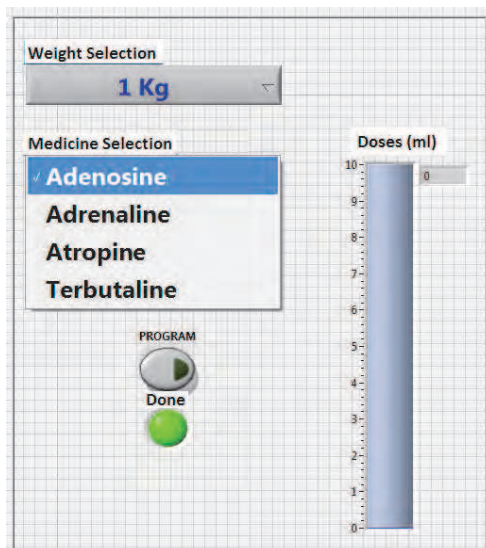 Weight Selection
1 Kg
Medicine Selection
✓ Adenosine
Adrenaline
Atropine
Terbutaline
PROGRAM
Done
Doses (ml)
0
10
9
8
7
6
5
4
3
2
1
0